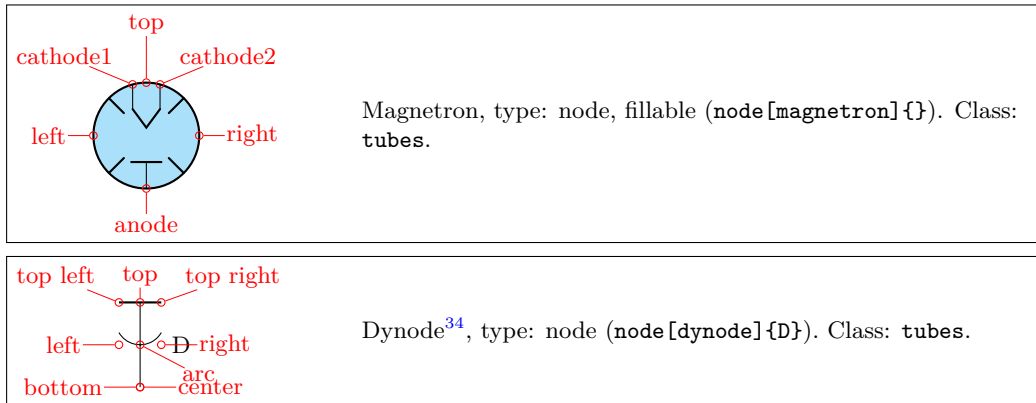 top
cathode1 cathode2
left right
anode
Magnetron, type: node, fillable (node[magnetron]{}). Class:
tubes.
top left top top right
left D right
arc
bottom center
Dynode34, type: node (node[dynode]{D}). Class: tubes.